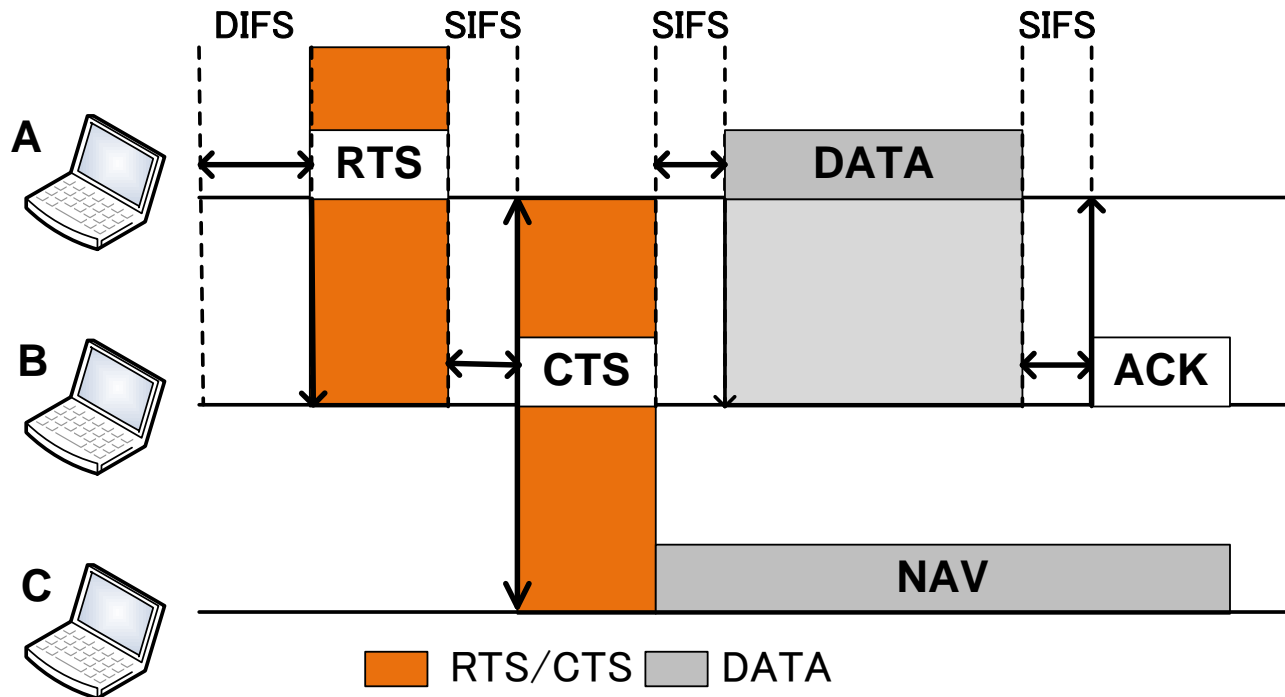 DIFS SIFS SIFS SIFS
A RTS DATA
B CTS ACK
C NAV
RTS/CTS DATA